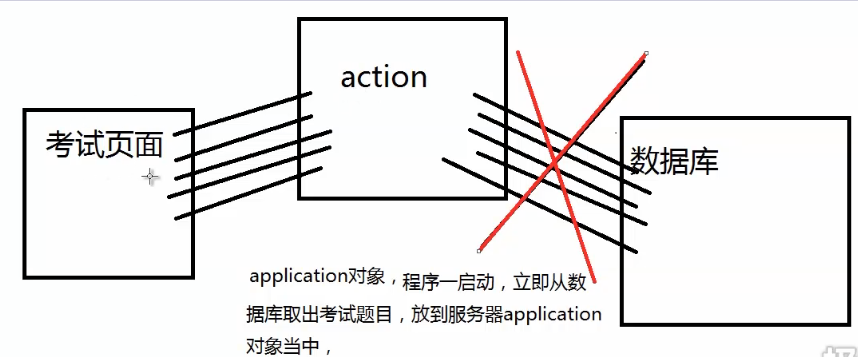 action
考试页面
数据库
application对象，程序一启动，立即从数
据库取出考试题目，放到服务器application
对象当中，